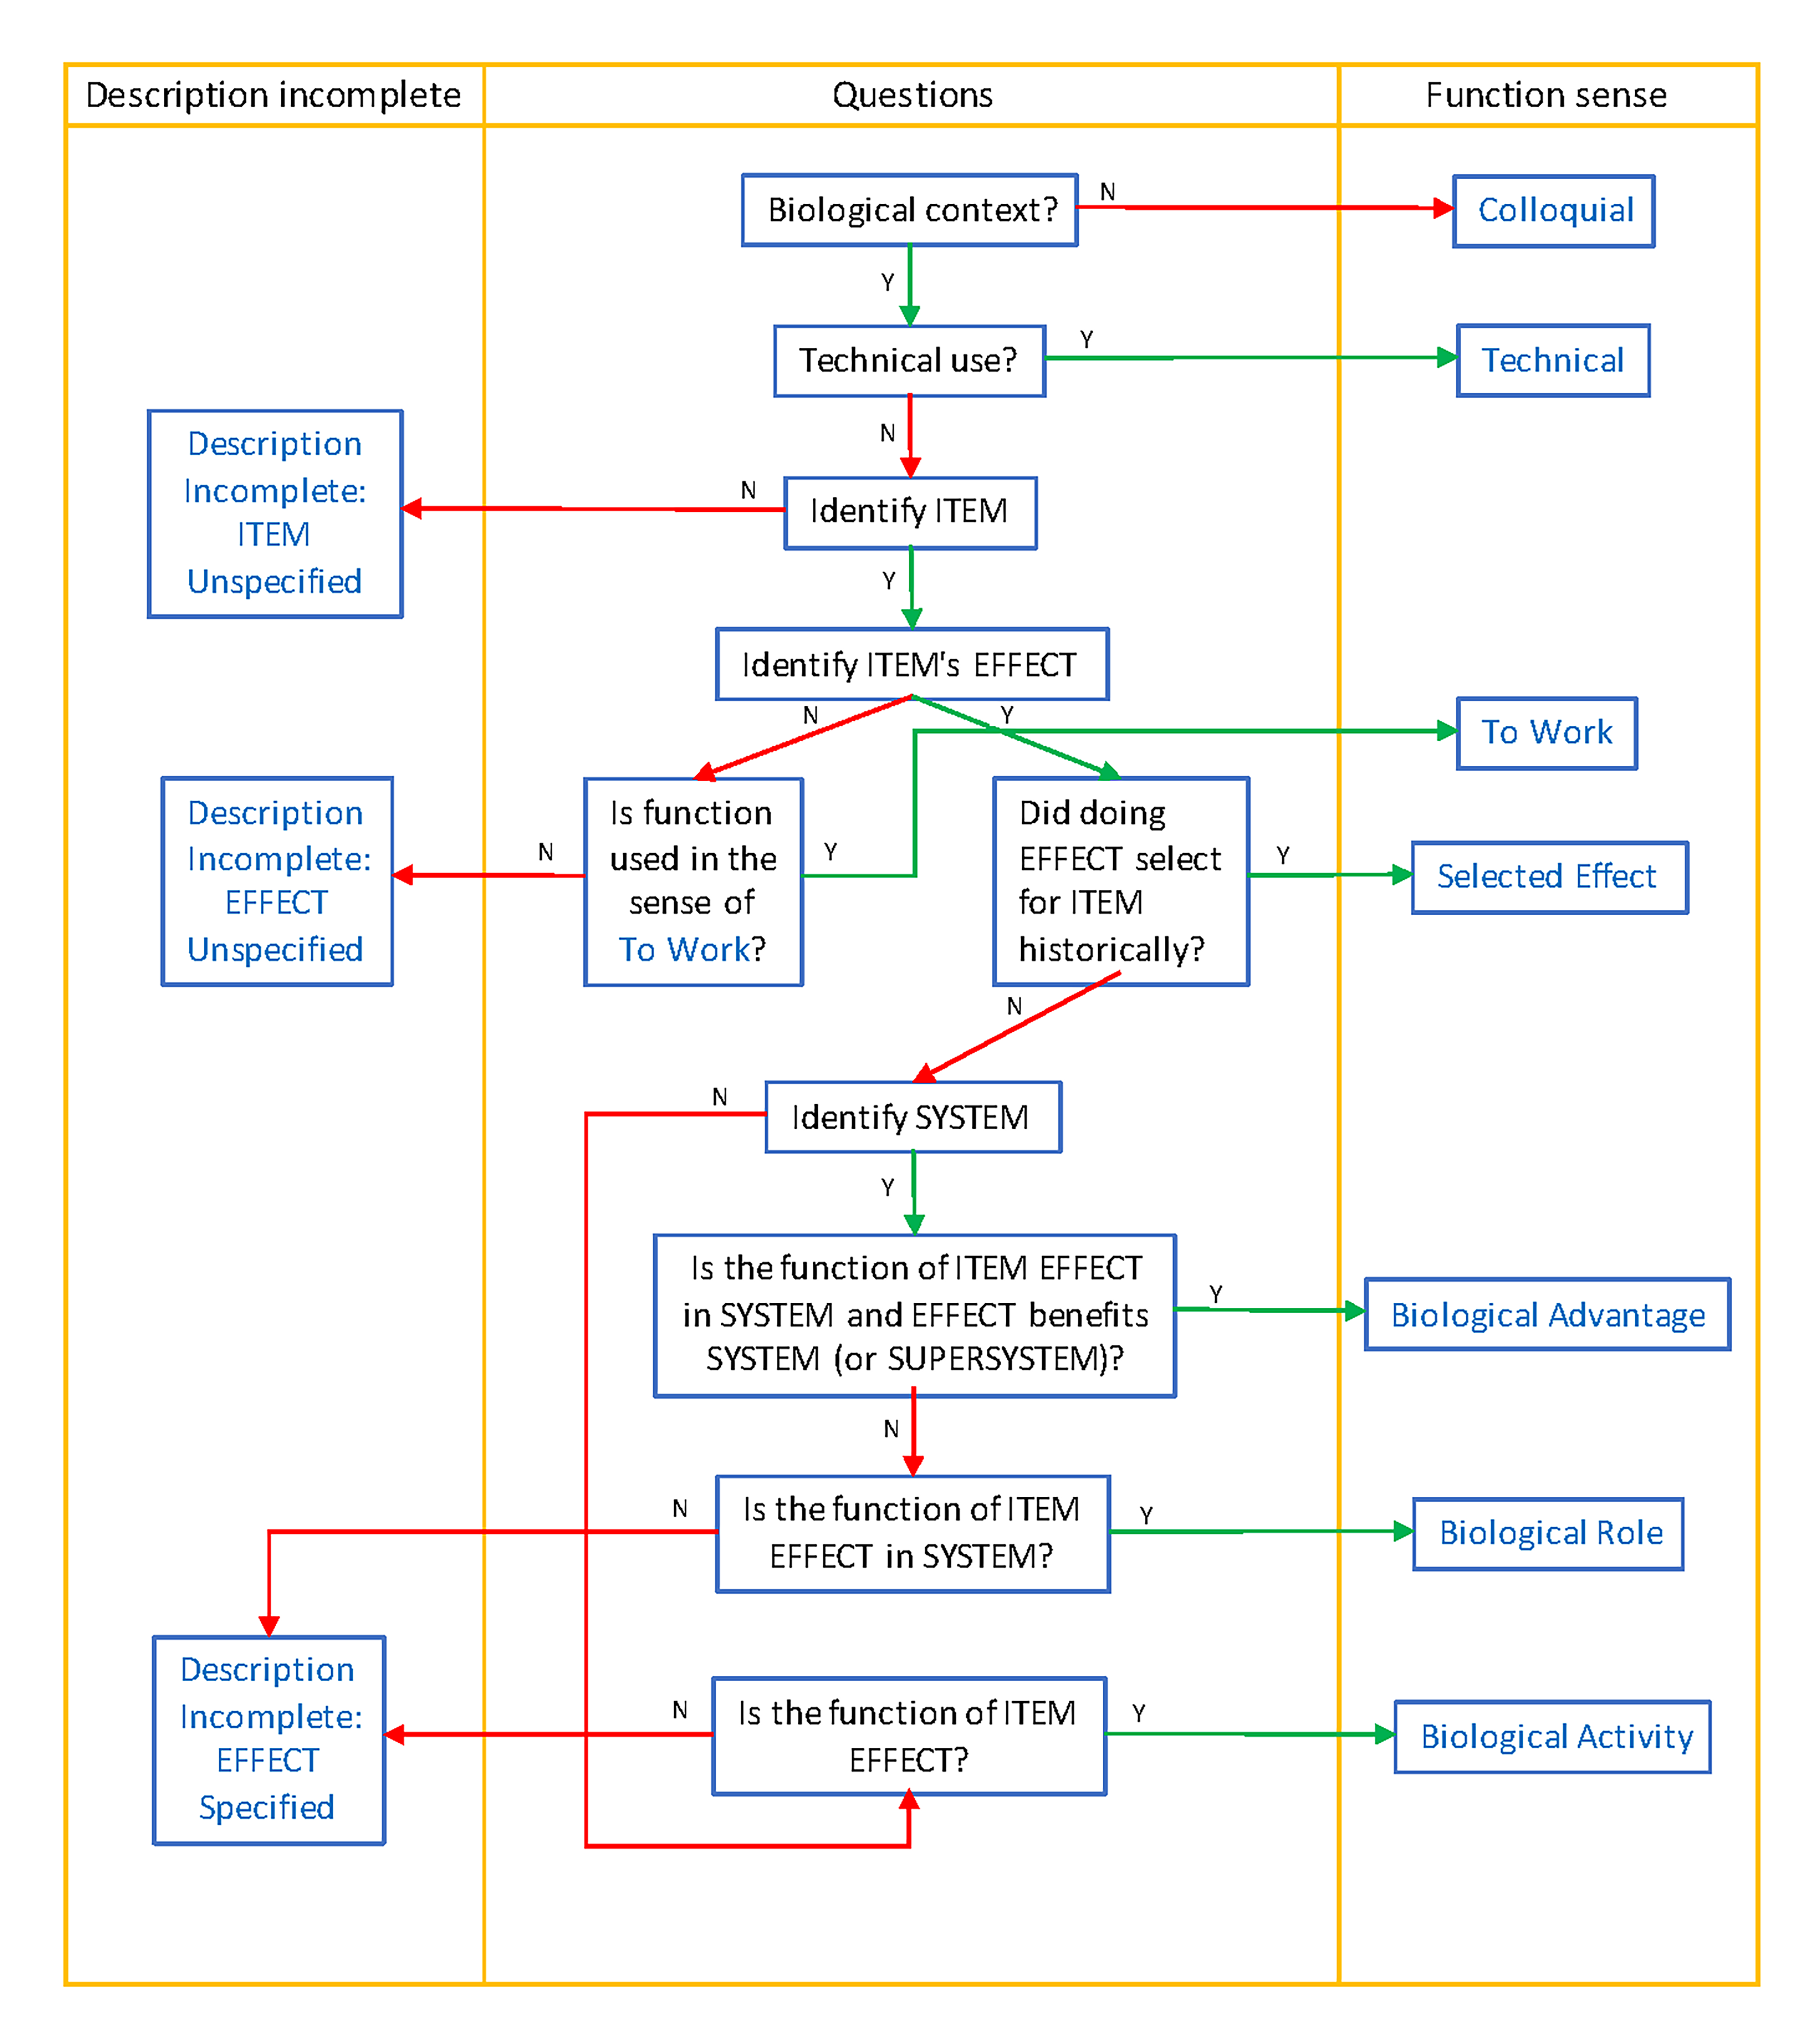 Description incomplete
Questions
Function sense
Biological context?
N
Colloquial
Y
Technical use?
Y
Technical
N
Description
Incomplete:
ITEM
Unspecified
N
Identify ITEM
Y
Identify ITEM's EFFECT
N
Y
To Work
Description
Incomplete:
EFFECT
Unspecified
N
Is function
used in the
sense of
To Work?
Y
Did doing
EFFECT select
for ITEM
historically?
Y
Selected Effect
N
N
Identify SYSTEM
Y
Is the function of ITEM EFFECT
in SYSTEM and EFFECT benefits
SYSTEM (or SUPERSYSTEM)?
Y
Biological Advantage
N
N
Is the function of ITEM
EFFECT in SYSTEM?
Y
Biological Role
Description
Incomplete:
EFFECT
Specified
N
Is the function of ITEM
EFFECT?
Y
Biological Activity